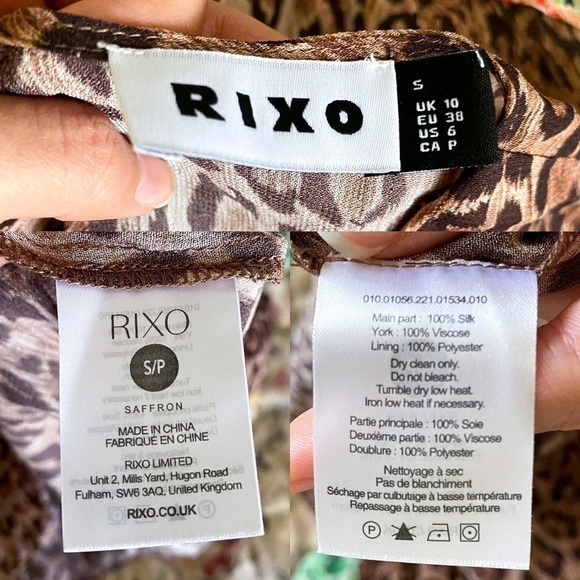 RIXO
S
UK 10
EU 38
US 6
CA P
RIXO
S/P
SAFFRON
MADE IN CHINA
FABRIQUÉ EN CHINE
RIXO LIMITED
Unit 2, Mills Yard, Hugon Road
Fulham, SW6 3AQ, United Kingdom
RIXO.CO.UK
010.01056.221.01534.010
Main part : 100% Silk
York : 100% Viscose
Lining : 100% Polyester
Dry clean only.
Do not bleach.
Tumble dry low heat.
Iron low heat if necessary.
Partie principale : 100% Soie
Deuxième partie : 100% Viscose
Doublure : 100% Polyester
Nettoyage à sec
Pas de blanchiment
Séchage par culbutage à basse température
Repassage à basse température
P